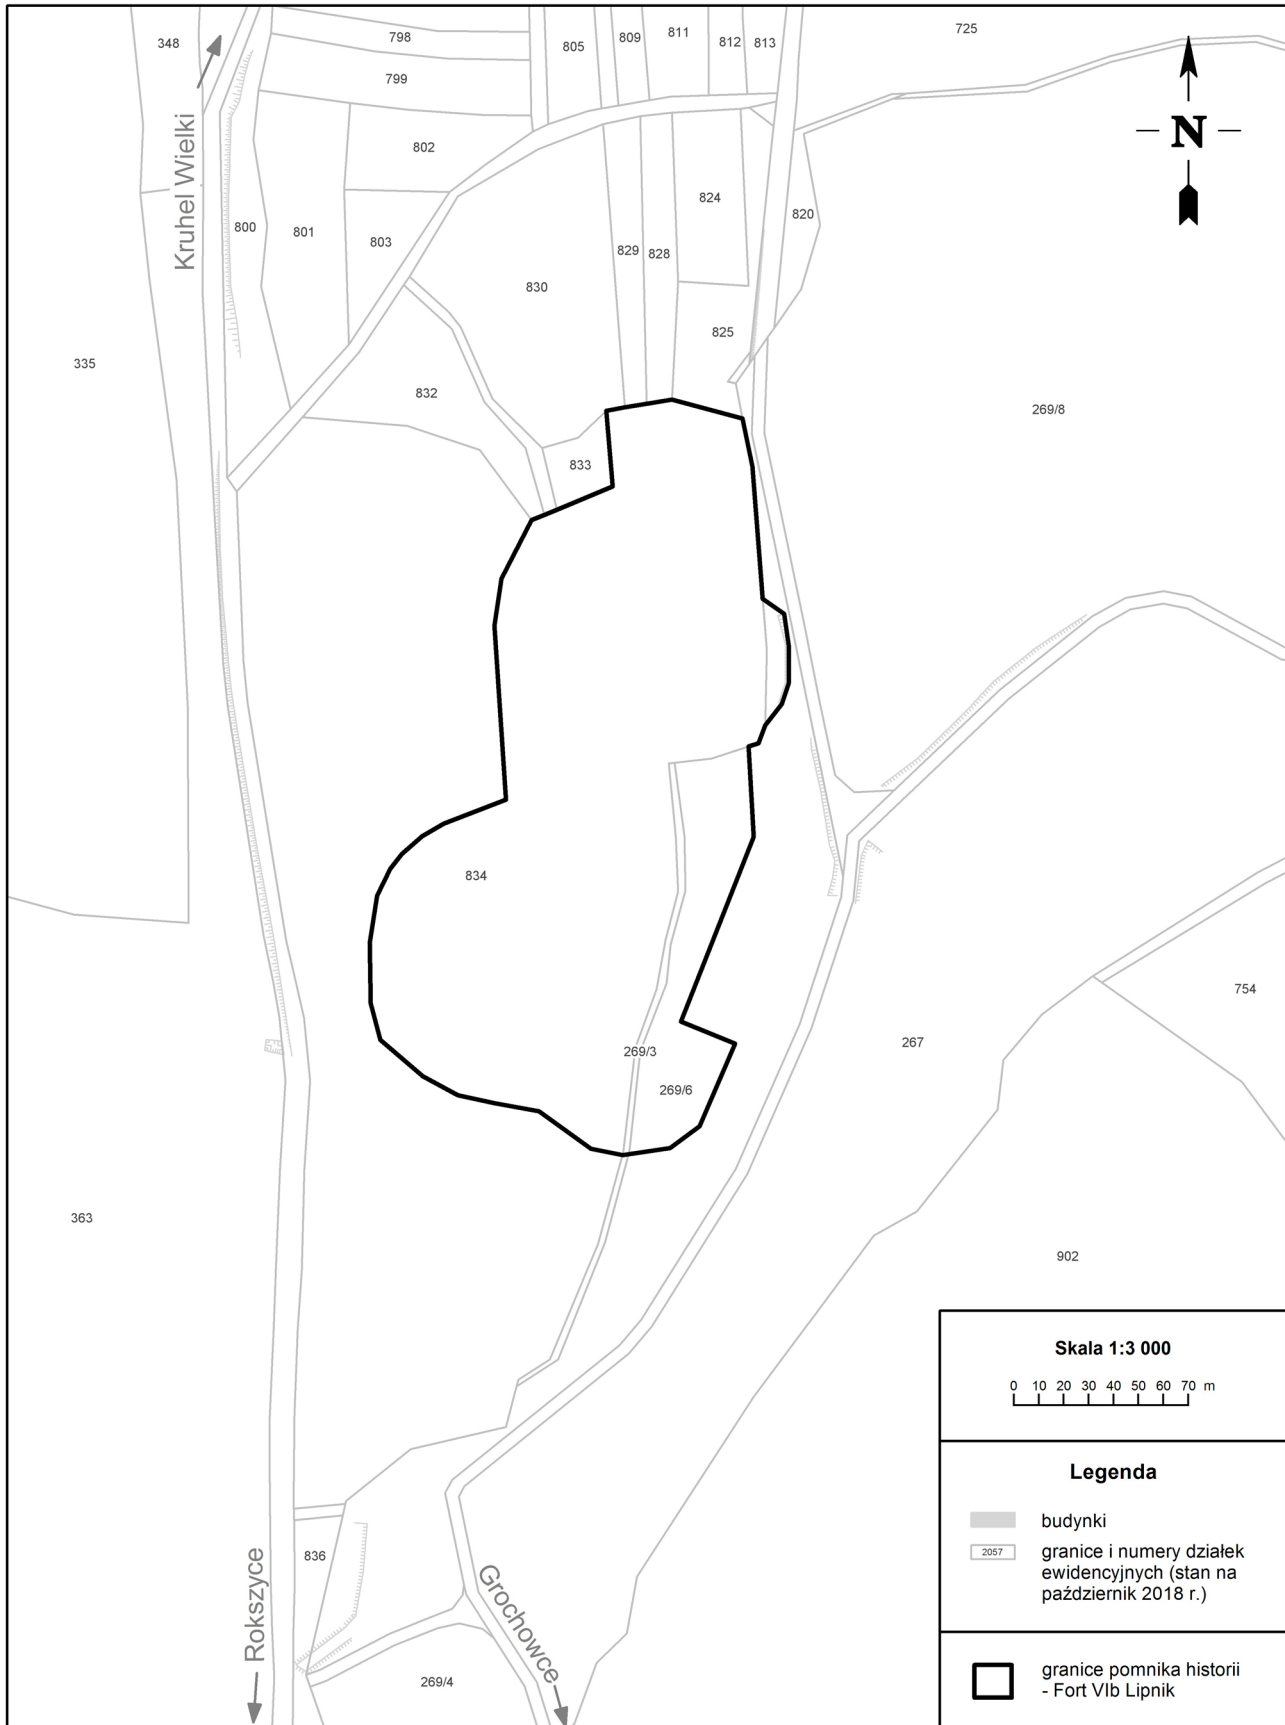 348
798
805
809
811
812
813
725
799
Kruhel Wielki
802
N
800
801
803
824
820
829
828
830
825
335
832
269/8
833
834
754
269/3
267
269/6
363
902
836
Rokszyce
Grochowce
269/4
Skala 1:3 000
0 10 20 30 40 50 60 70 m
Legenda
budynki
2057
granice i numery działek
ewidencyjnych (stan na
październik 2018 r.)
granice pomnika historii
- Fort VIb Lipnik